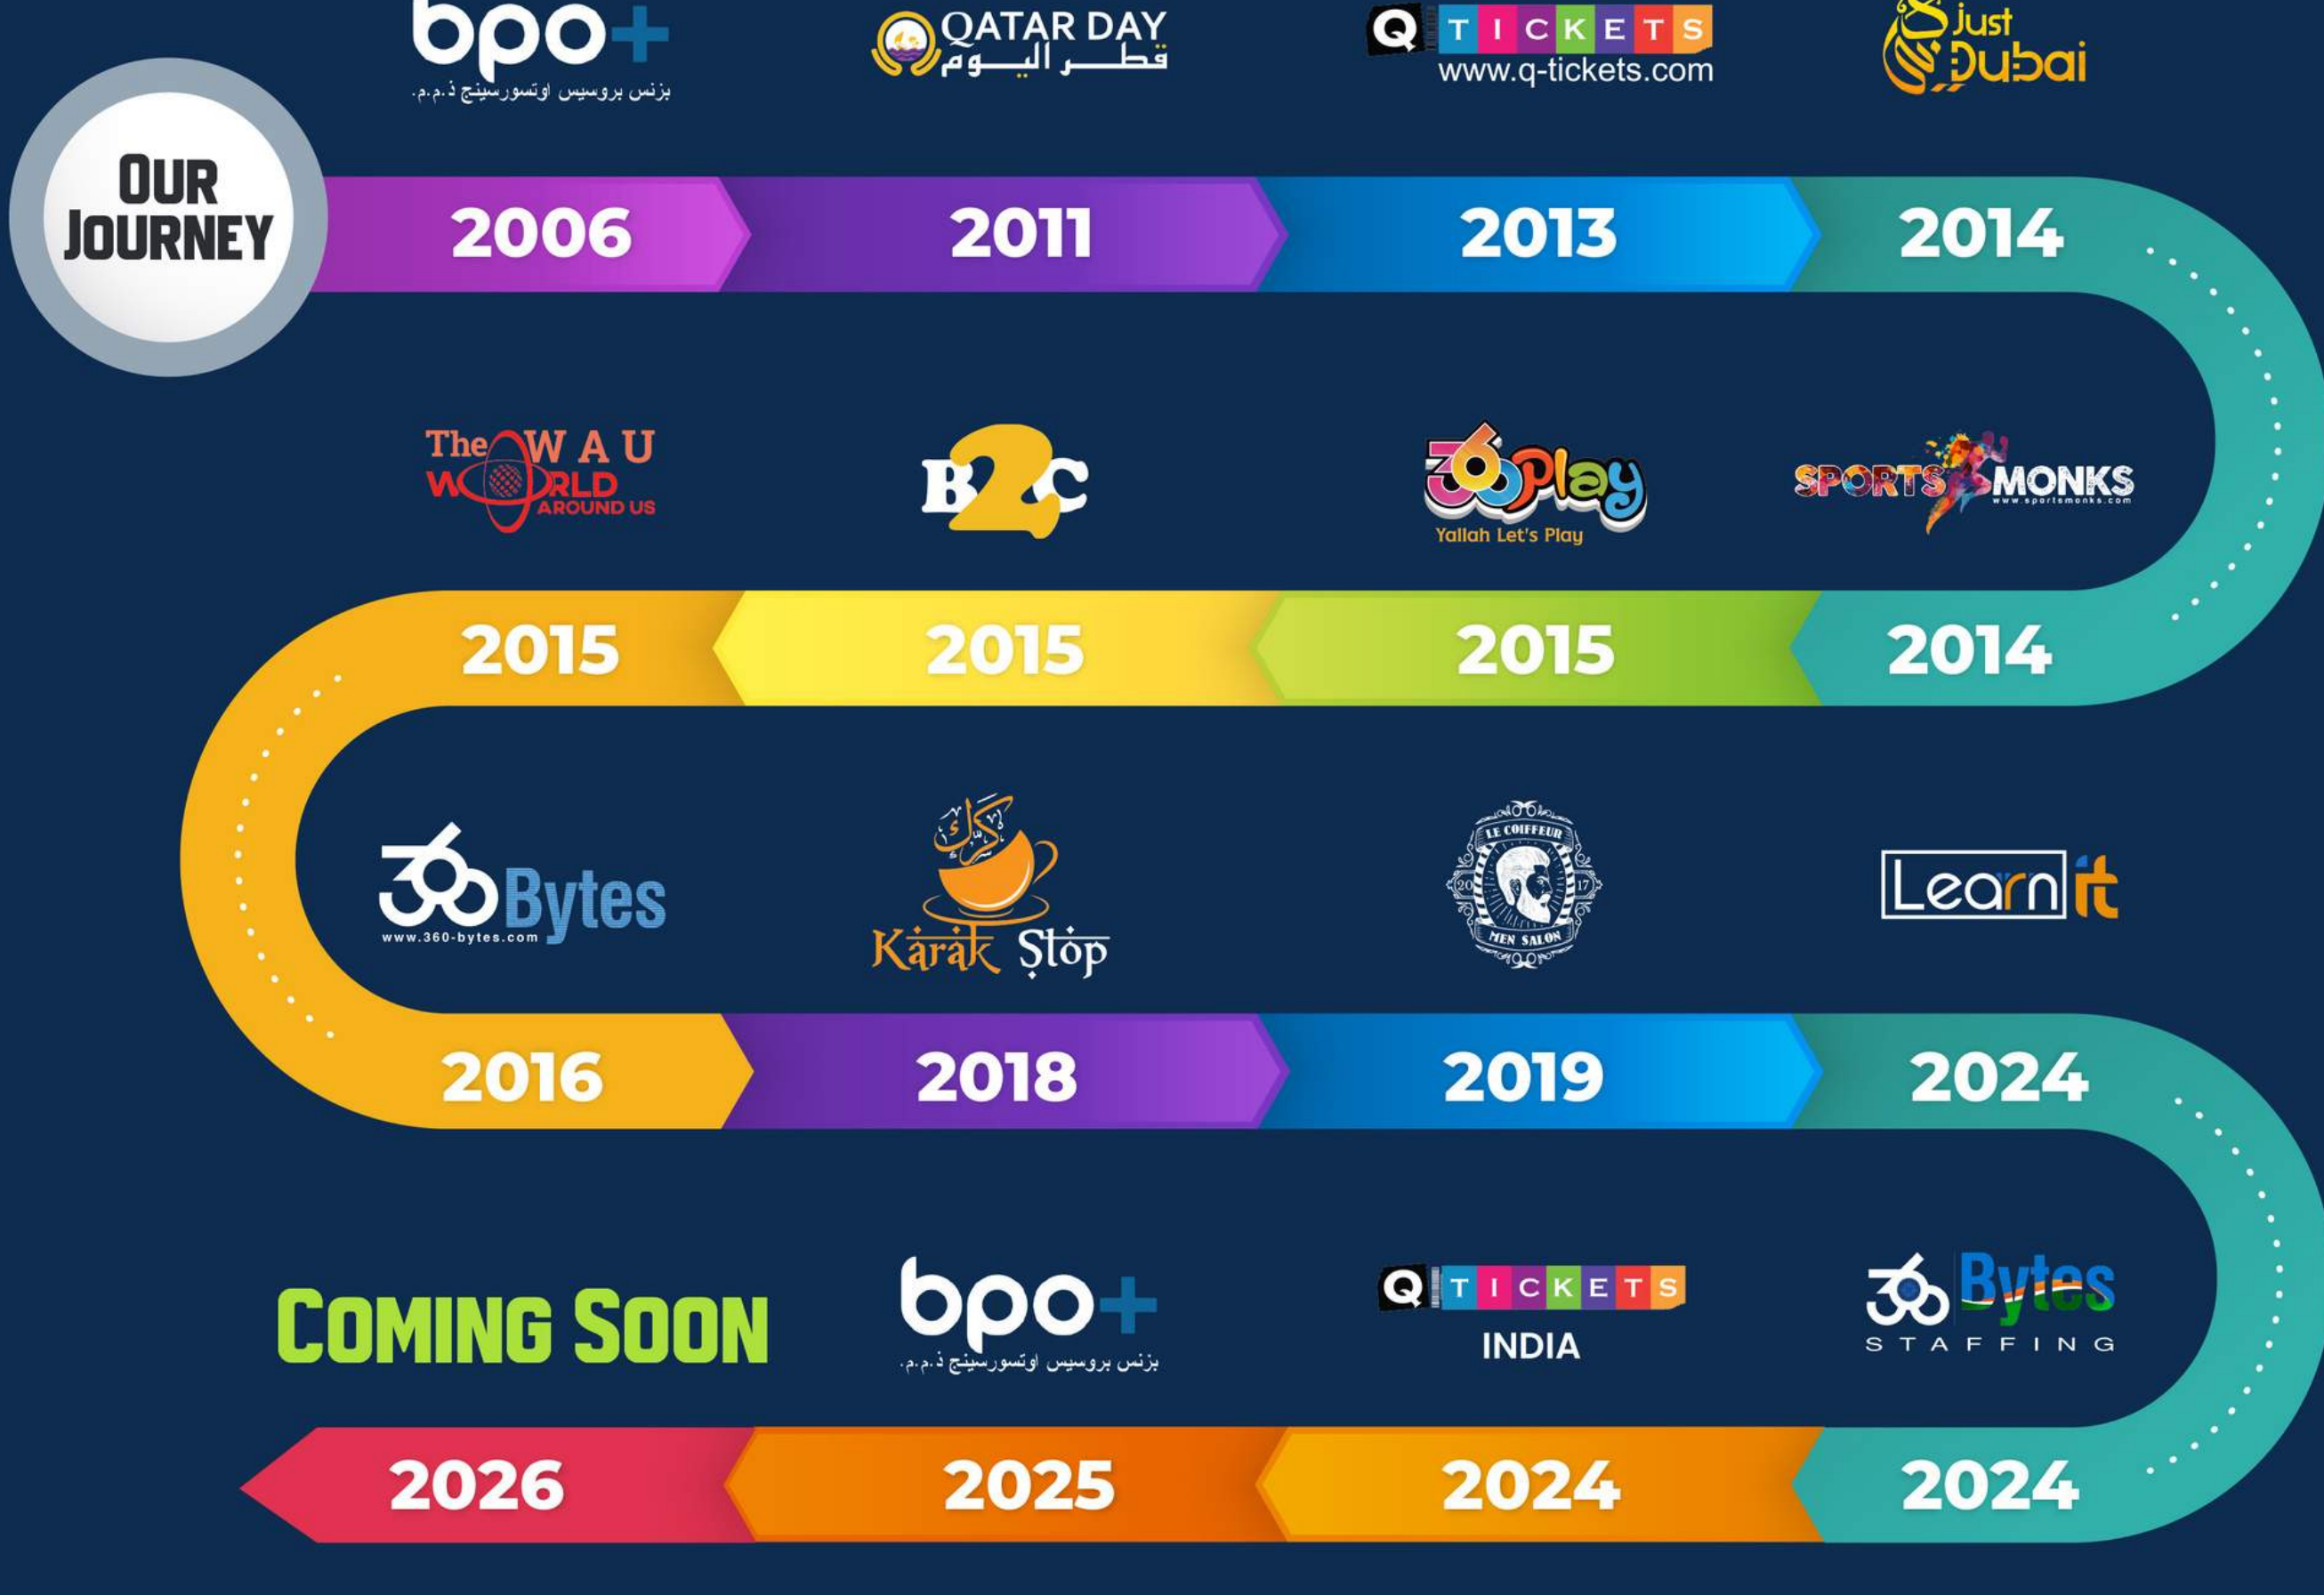 bpo+
بزنس بروسيس اوتسورسينج ذ.م.م.
QATAR DAY
قطر اليوم
Q TICKETS
www.q-tickets.com
just
Dubai
OUR
JOURNEY
2006
2011
2013
2014
The WAU
WORLD
AROUND US
B2C
360Play
Yallah Let's Play
SPORTS MONKS
www.sportsmonks.com
2015
2015
2015
2014
360 Bytes
www.360-bytes.com
كرك
Karak Stop
LE COIFFEUR
20 17
MEN SALON
Learn it
2016
2018
2019
2024
COMING SOON
bpo+
بزنس بروسيس اوتسورسينج ذ.م.م.
Q TICKETS
INDIA
360 Bytes
STAFFING
2026
2025
2024
2024